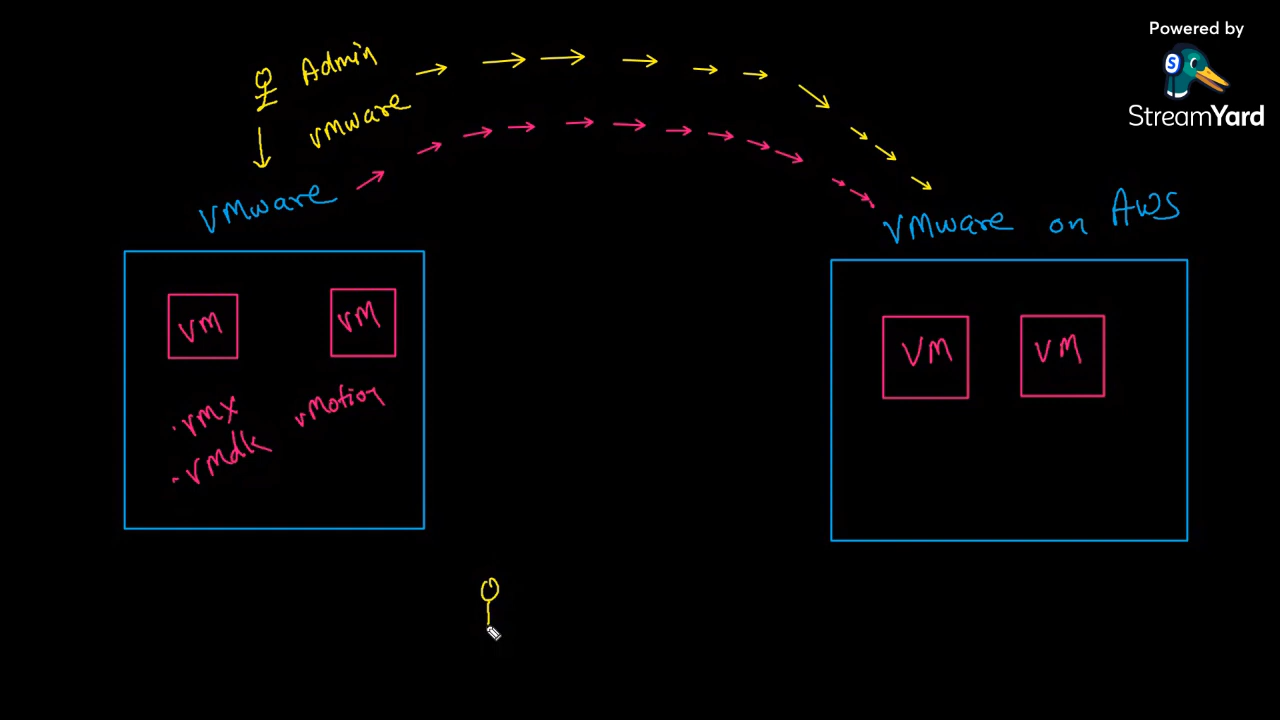 Powered by
S
StreamYard
Admin
vmware
VMware
VMware on AWS
VM
VM
.vmx
.vMdk
vMotion
VM
VM